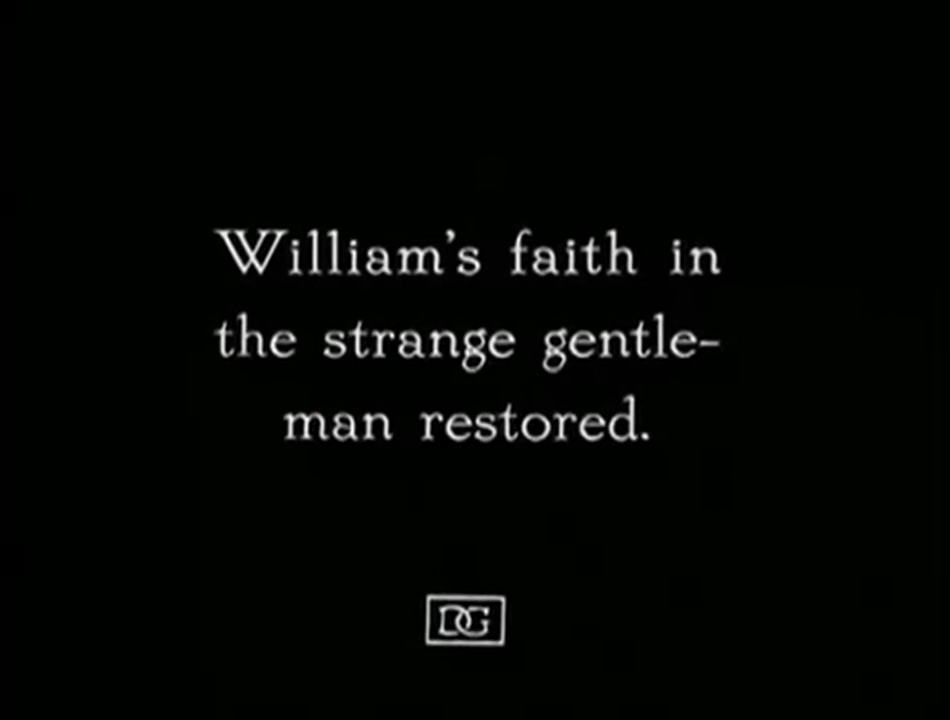 William's faith in
the strange gentle-
man restored.
DG